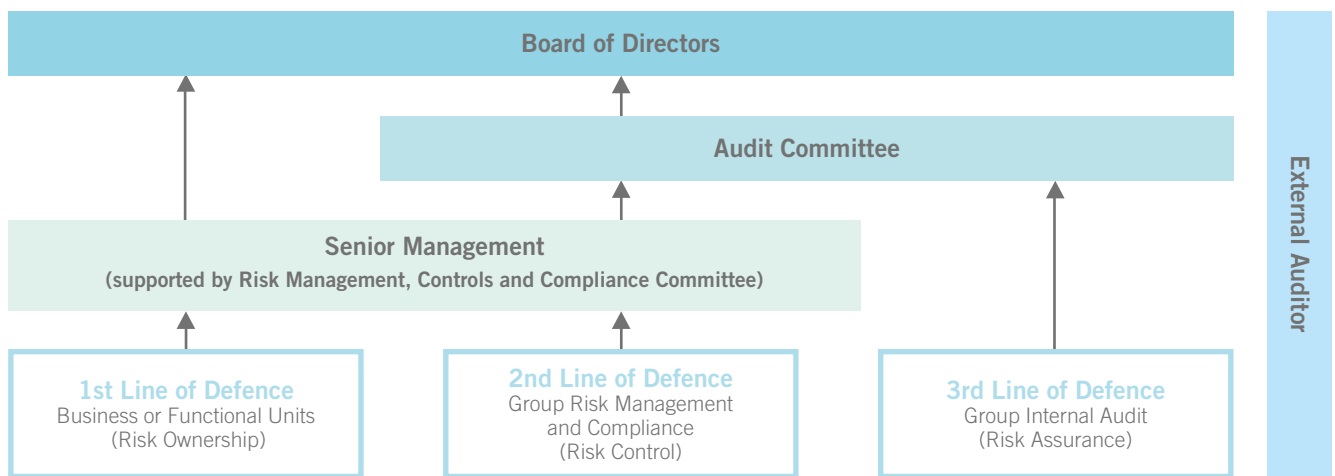 Board of Directors
Audit Committee
Senior Management
(supported by Risk Management, Controls and Compliance Committee)
1st Line of Defence
Business or Functional Units
(Risk Ownership)
2nd Line of Defence
Group Risk Management
and Compliance
(Risk Control)
3rd Line of Defence
Group Internal Audit
(Risk Assurance)
External Auditor